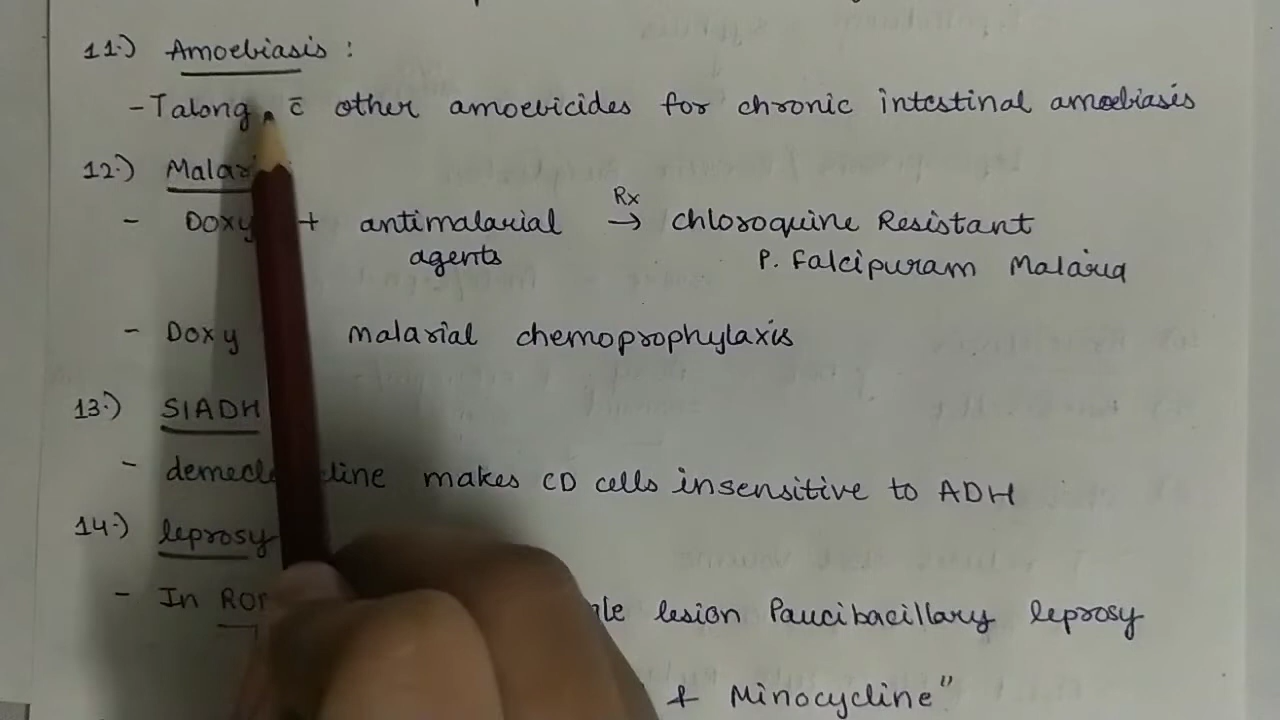 11.) Amoebiasis :
- Talong c̄ other amoebicides for chronic intestinal amoebiasis
12.) Malari
- Doxy + antimalarial Rx → chloroquine Resistant
agents P. falcipuram Malaria
- Doxy malarial chemoprophylaxis
13.) SIADH
- demecl line makes CD cells insensitive to ADH
14.) leprosy
- In ROM le lesion Paucibacillary leprosy
& Minocycline"